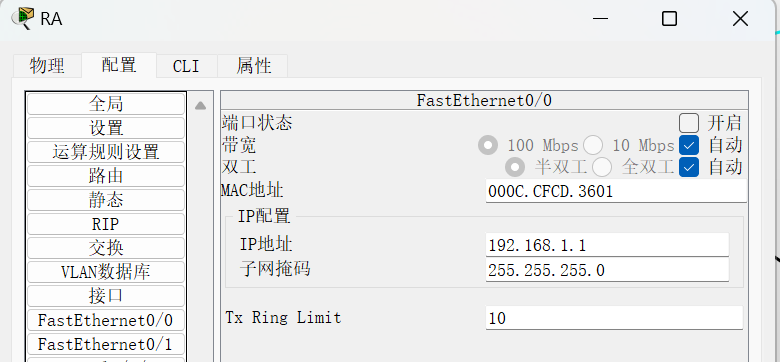 RA
物理 配置 CLI 属性
全局
设置
运算规则设置
路由
静态
RIP
交换
VLAN数据库
接口
FastEthernet0/0
FastEthernet0/1
FastEthernet0/0
端口状态 开启
带宽 100 Mbps 10 Mbps 自动
双工 半双工 全双工 自动
MAC地址 000C.CFCD.3601
IP配置
IP地址 192.168.1.1
子网掩码 255.255.255.0
Tx Ring Limit 10